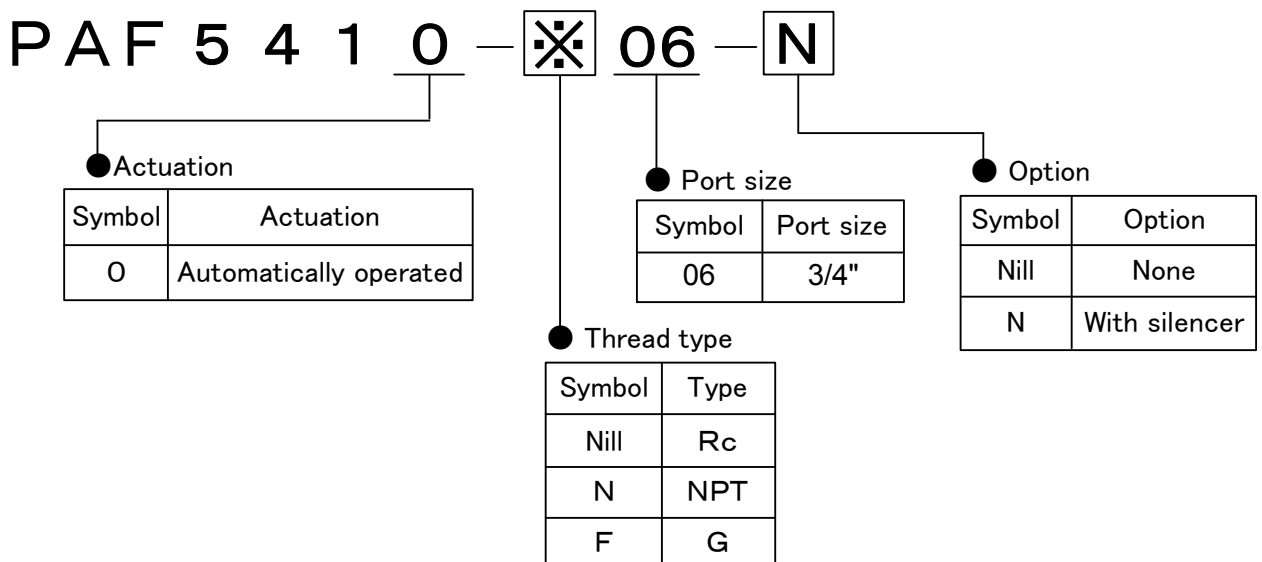 PAF5410-※06-N
Actuation
Symbol Actuation
0 Automatically operated
Port size
Symbol Port size
06 3/4"
Option
Symbol Option
Nill None
N With silencer
Thread type
Symbol Type
Nill Rc
N NPT
F G